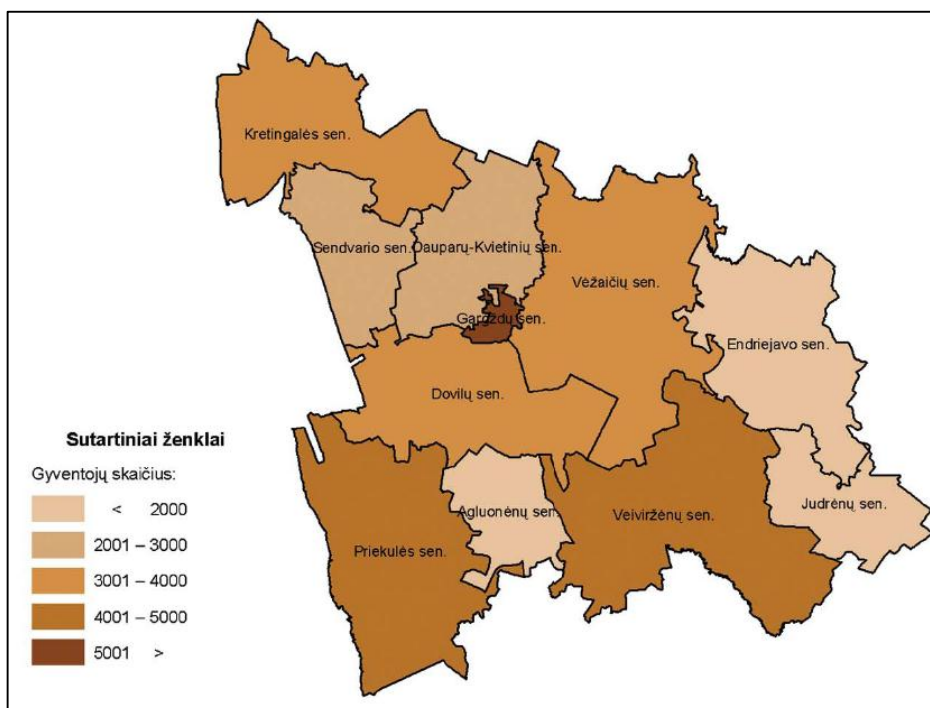 Kretingalės sen.
Sendvario sen.
Dauparų-Kvietinių sen.
Vėžaičių sen.
Gargždų sen.
Endriejavo sen.
Dovilų sen.
Agluonėnų sen.
Judrėnų sen.
Veiviržėnų sen.
Priekulės sen.
Sutartiniai ženklai
Gyventojų skaičius:
< 2000
2001 – 3000
3001 – 4000
4001 – 5000
5001 >